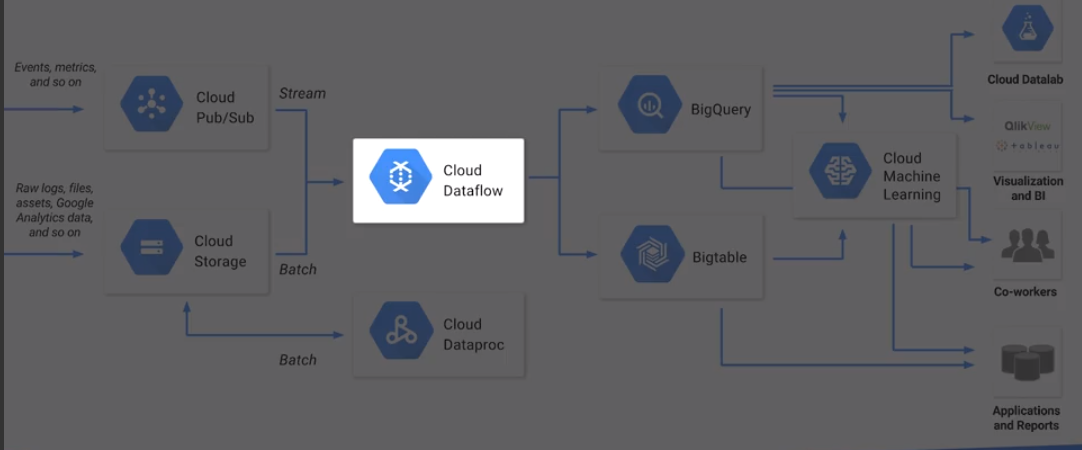 Events, metrics,
and so on
Cloud
Pub/Sub
Stream
Raw logs, files,
assets, Google
Analytics data,
and so on
Cloud
Storage
Batch
Cloud
Dataflow
Cloud
Dataproc
Batch
BigQuery
Bigtable
Cloud
Machine
Learning
Cloud Datalab
QlikView
+ a b l e a u
Visualization
and BI
Co-workers
Applications
and Reports